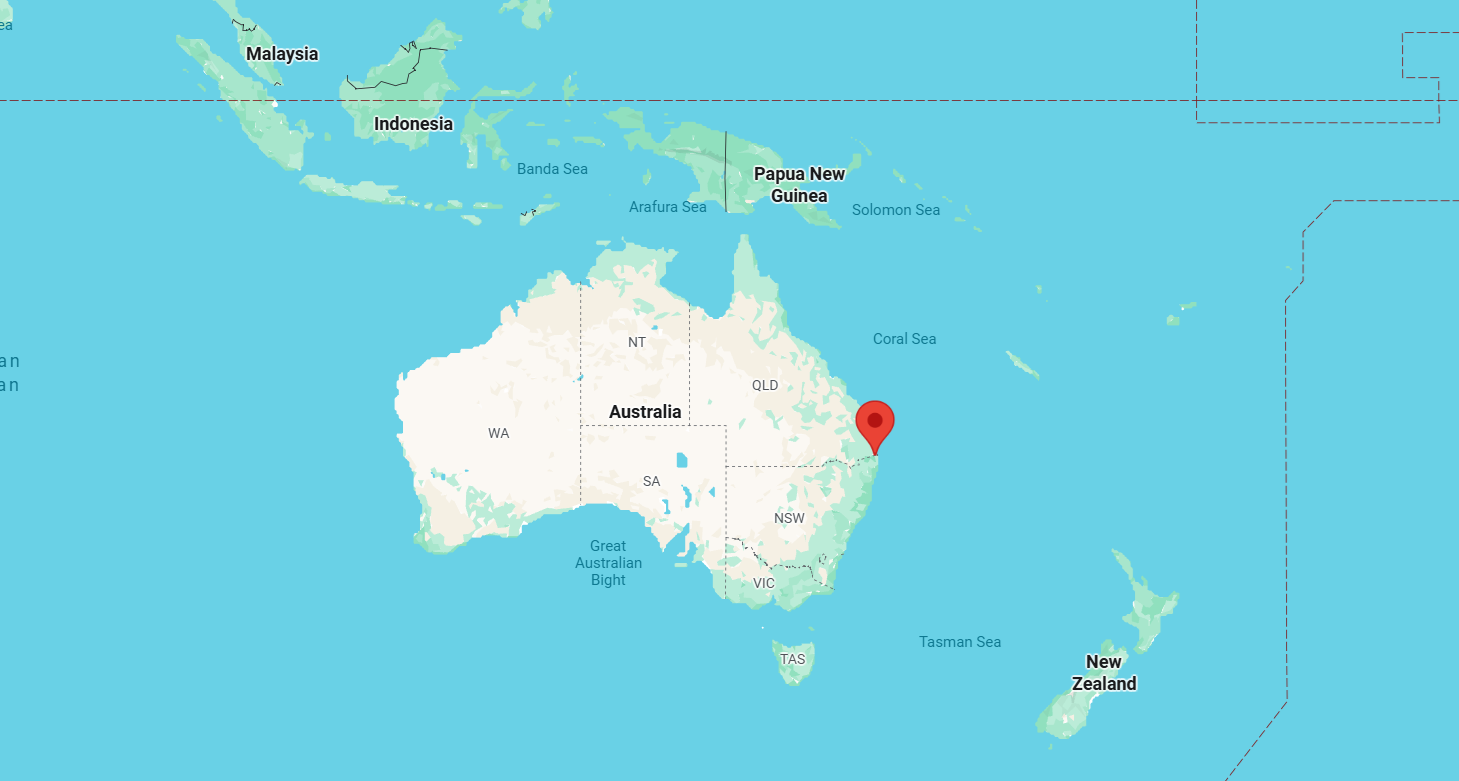 ea
Malaysia
Indonesia
Banda Sea
Papua New
Guinea
Arafura Sea
Solomon Sea
Coral Sea
NT
an
an
QLD
Australia
WA
SA
NSW
Great
Australian
Bight
VIC
Tasman Sea
TAS
New
Zealand